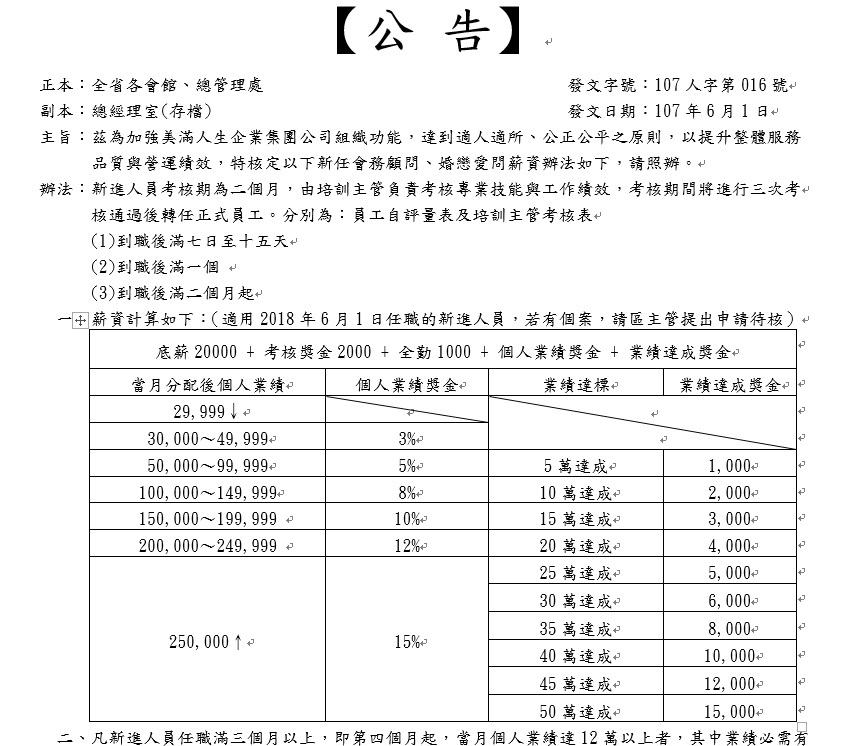 【公 告】
正本：全省各會館、總管理處 發文字號：107 人字第 016 號
副本：總經理室(存檔) 發文日期：107 年 6 月 1 日
主旨：茲為加強美滿人生企業集團公司組織功能，達到適人適所、公正公平之原則，以提升整體服務
品質與營運績效，特核定以下新任會務顧問、婚戀愛問薪資辦法如下，請照辦。
辦法：新進人員考核期為二個月，由培訓主管負責考核專業技能與工作績效，考核期間將進行三次考
核通過後轉任正式員工。分別為：員工自評量表及培訓主管考核表
(1)到職後滿七日至十五天
(2)到職後滿一個
(3)到職後滿二個月起
一、薪資計算如下：(適用 2018 年 6 月 1 日任職的新進人員，若有個案，請區主管提出申請待核)
底薪 20000 + 考核獎金 2000 + 全勤 1000 + 個人業績獎金 + 業績達成獎金
當月分配後個人業績 個人業績獎金 業績達標 業績達成獎金
29,999↓
30,000～49,999 3%
50,000～99,999 5% 5 萬達成 1,000
100,000～149,999 8% 10 萬達成 2,000
150,000～199,999 10% 15 萬達成 3,000
200,000～249,999 12% 20 萬達成 4,000
25 萬達成 5,000
30 萬達成 6,000
250,000↑ 15% 35 萬達成 8,000
40 萬達成 10,000
45 萬達成 12,000
50 萬達成 15,000
二、凡新進人員任職滿三個月以上，即第四個月起，當月個人業績達 12 萬以上者，其中業績必需有